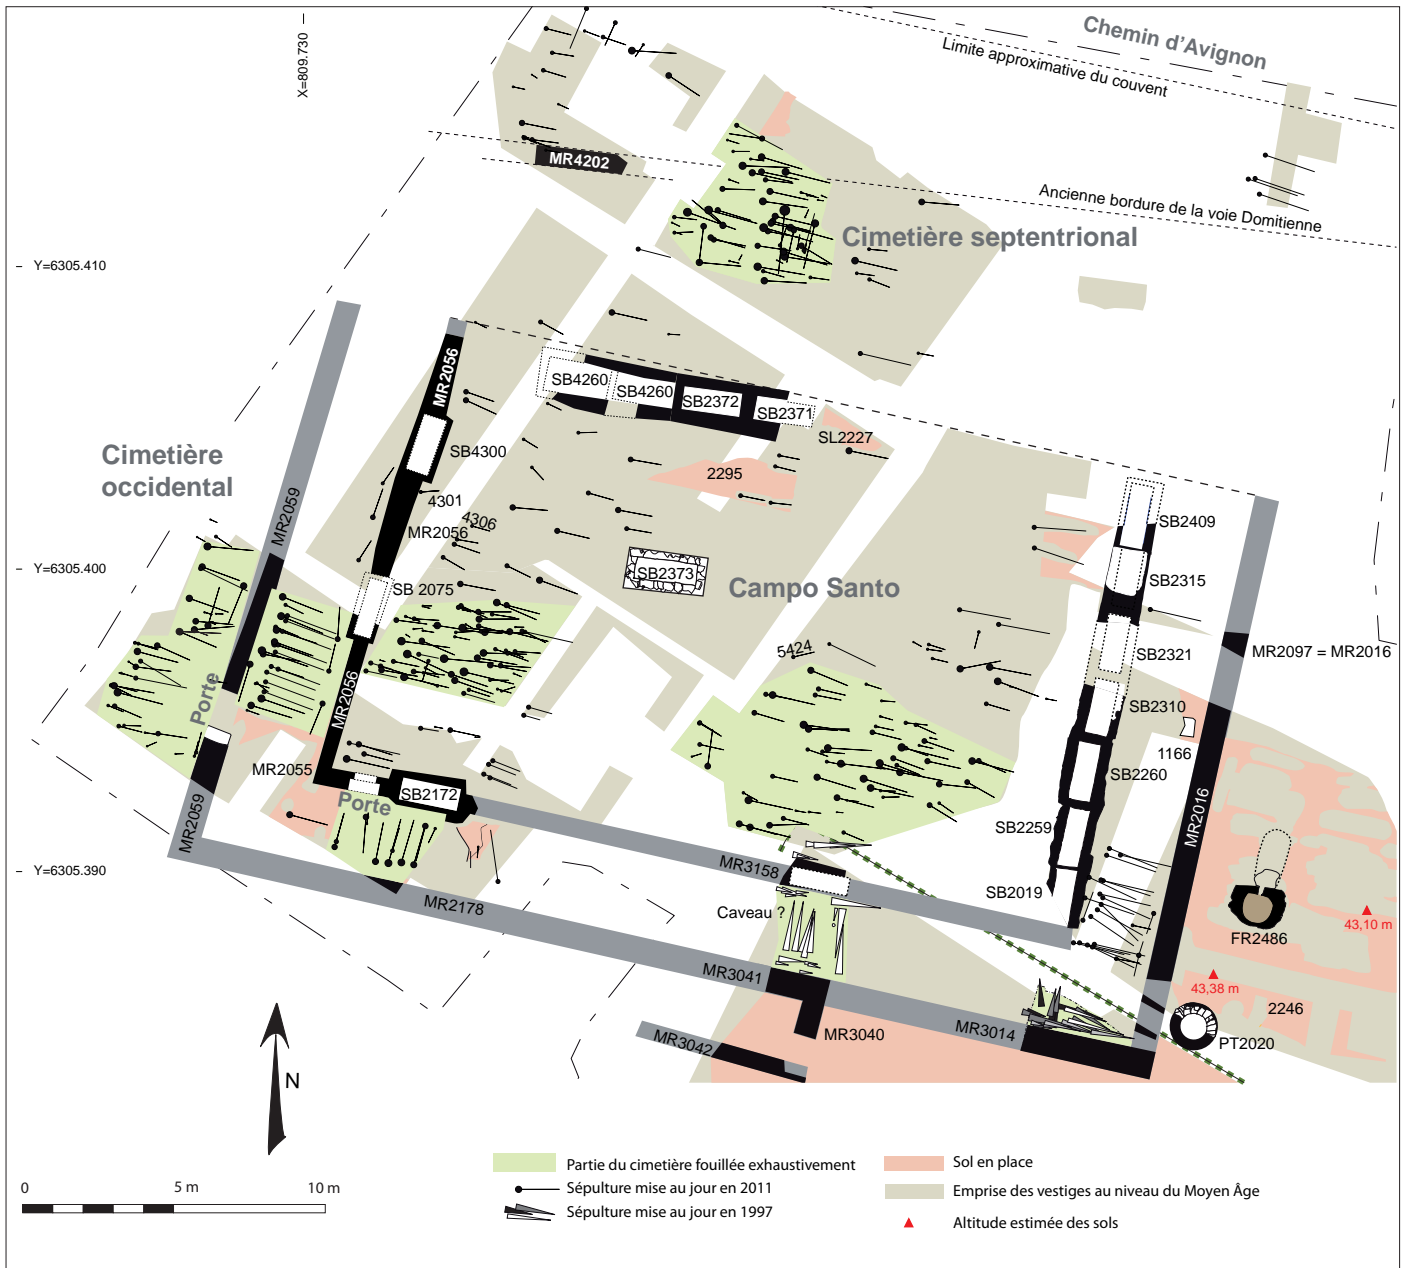 Chemin d'Avignon
Limite approximative du couvent
X=809.730
MR4202
Ancienne bordure de la voie Domitienne
Cimetière septentrional
Y=6305.410
MR2056
SB4260
SB4260
SB2372
SB2371
SL2227
2295
SB4300
Cimetière
occidental
4301
4306
MR2056
MR2059
SB2409
SB2315
Y=6305.400
SB 2075
SB2373
Campo Santo
5424
SB2321
MR2097 = MR2016
Porte
MR2056
SB2310
1166
MR2055
SB2260
Porte
SB2172
MR2059
SB2259
MR2016
Y=6305.390
MR3158
SB2019
MR2178
Caveau ?
FR2486
43,10 m
MR3041
43,38 m
2246
MR3040
MR3014
MR3042
PT2020
N
Partie du cimetière fouillée exhaustivement
Sol en place
Sépulture mise au jour en 2011
Emprise des vestiges au niveau du Moyen Âge
Sépulture mise au jour en 1997
Altitude estimée des sols
0 5 m 10 m